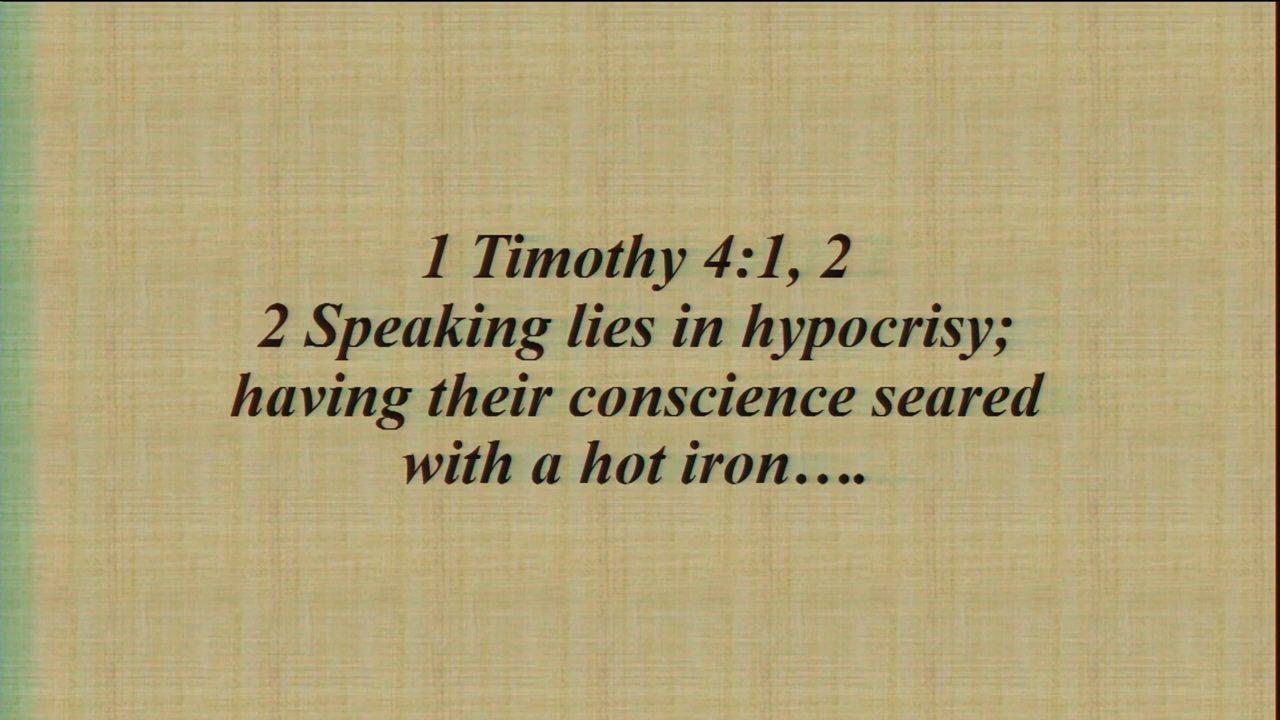 1 Timothy 4:1, 2
2 Speaking lies in hypocrisy;
having their conscience seared
with a hot iron….